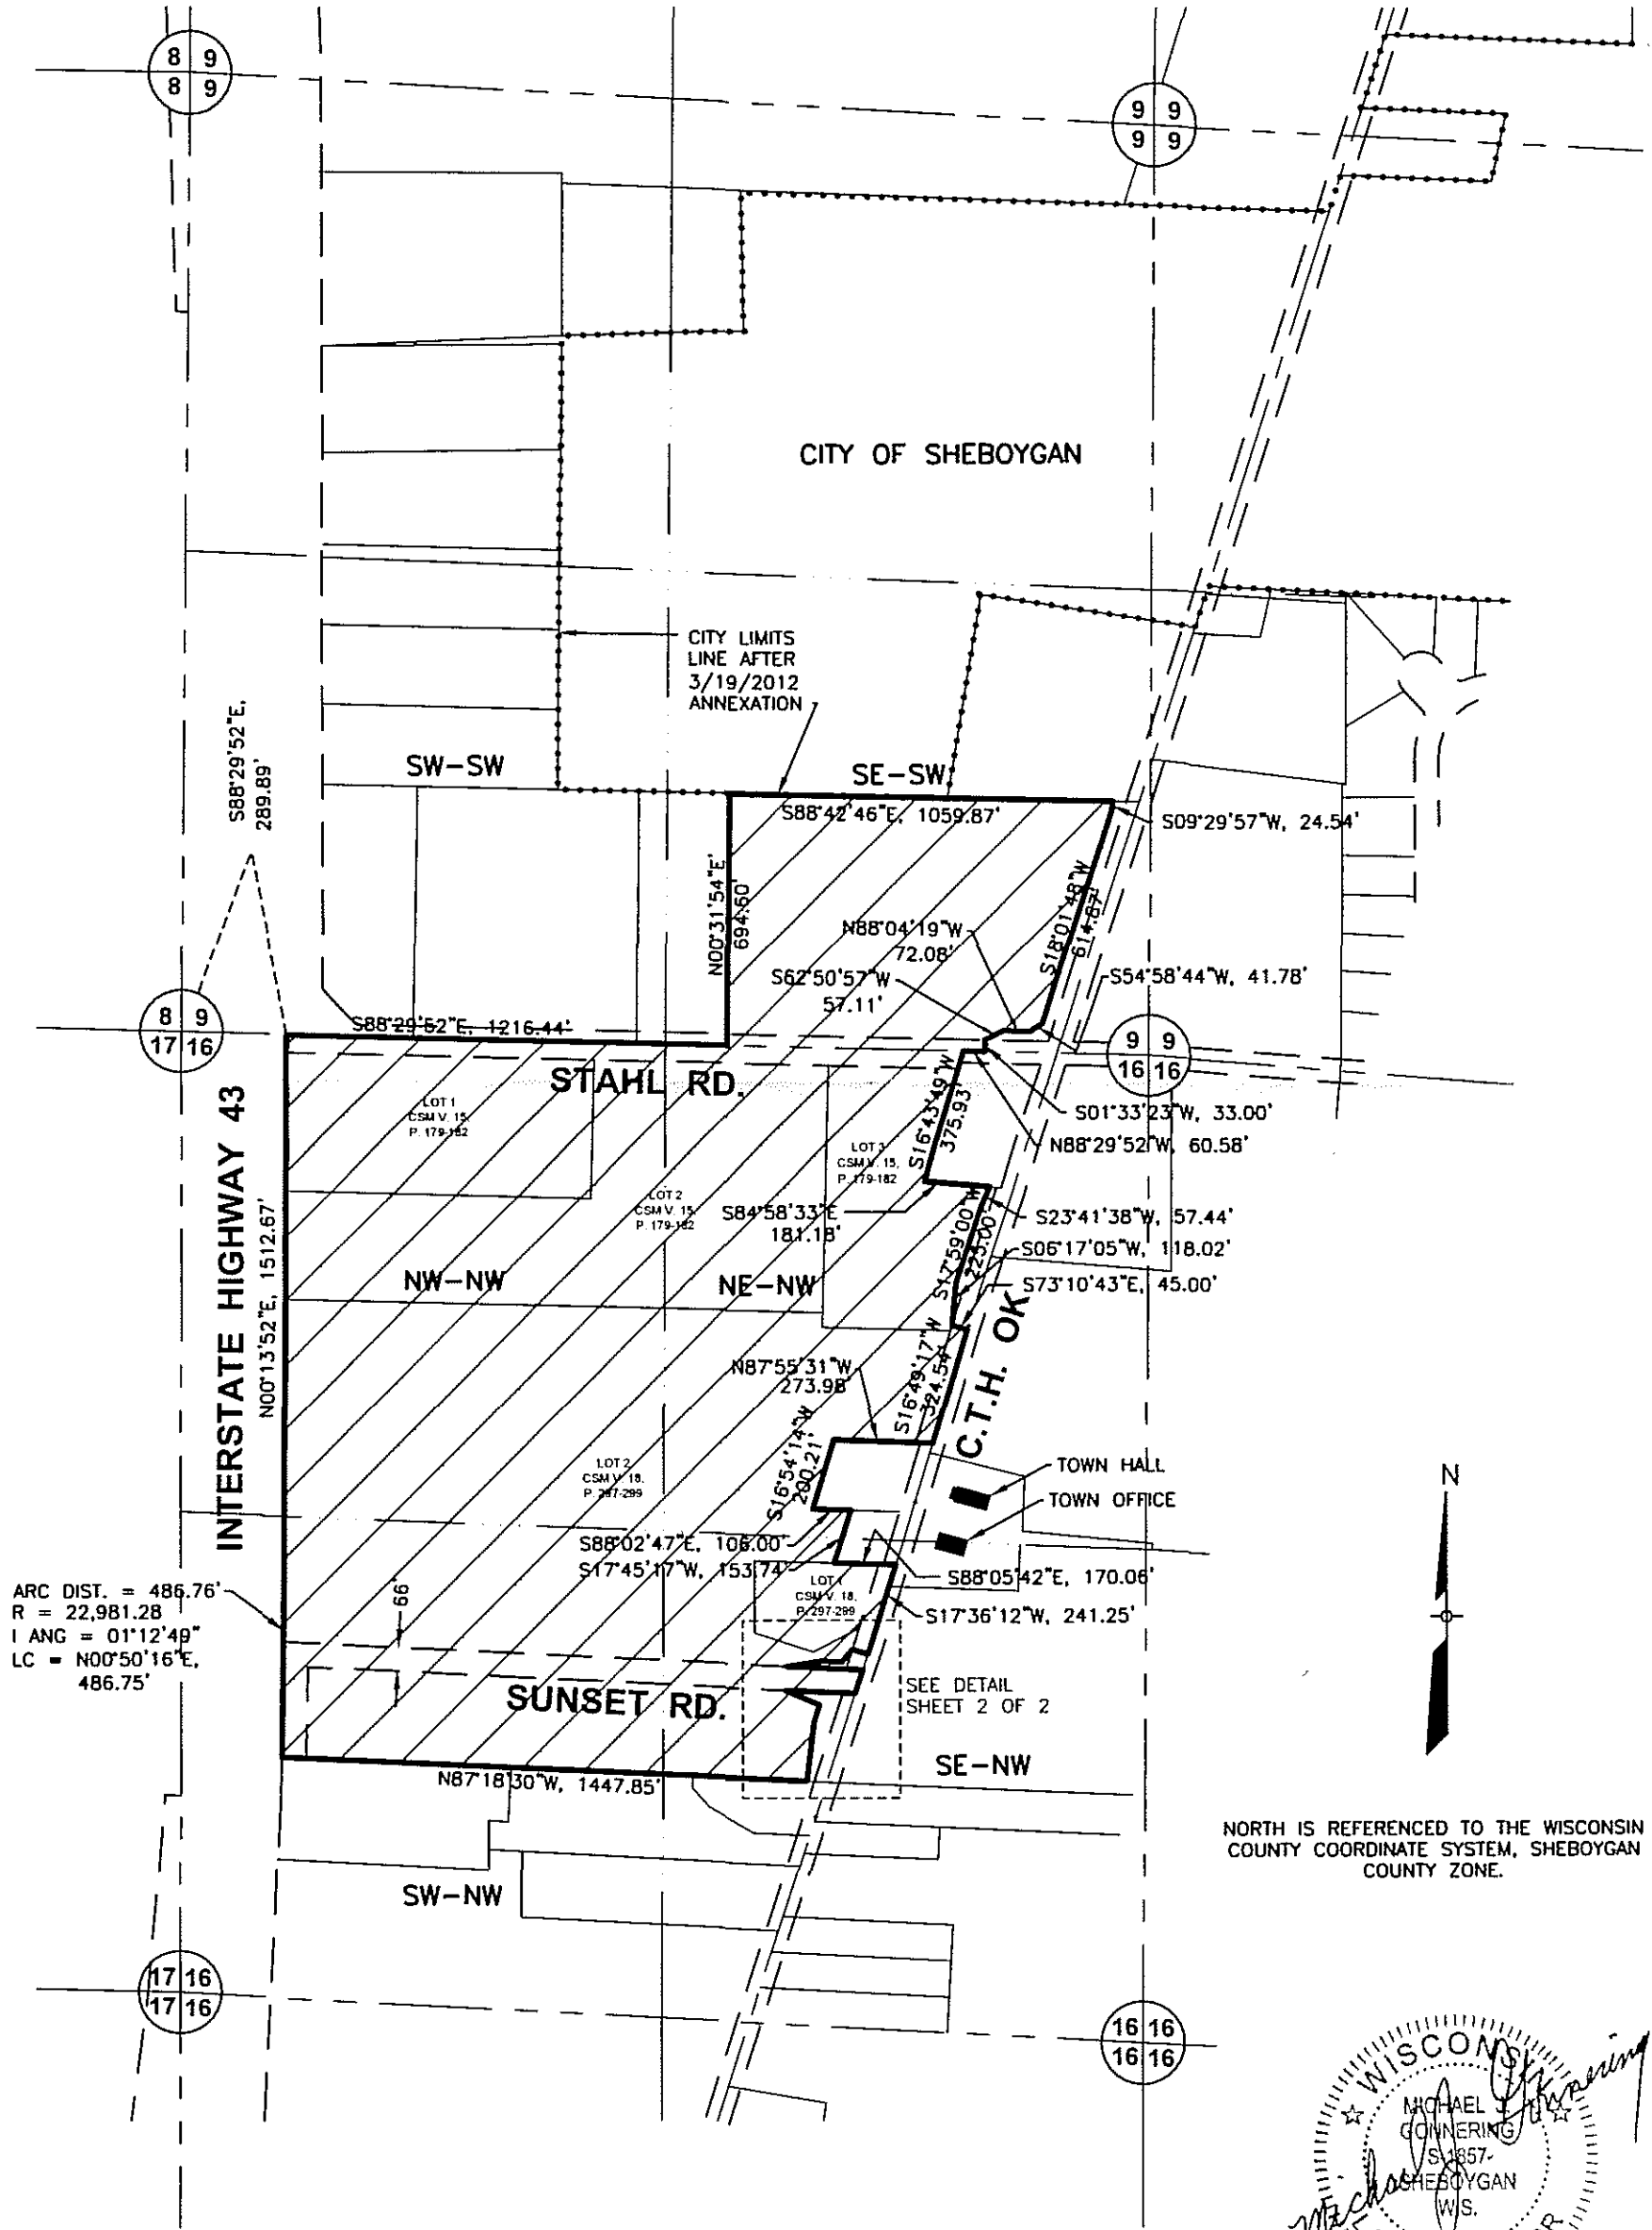 8 9
8 9
9 9
9 9
CITY OF SHEBOYGAN
CITY LIMITS
LINE AFTER
3/19/2012
ANNEXATION
S88°29'52"E,
289.89'
SW-SW
SE-SW
S88°42'46"E, 1059.87'
S09°29'57"W, 24.54'
N00°31'54"E
694.60'
S18°01'48"W
614.87'
N88°04'19"W
72.08'
S62°50'57"W
57.11'
S54°58'44"W, 41.78'
8 9
17 16
S88°29'52"E, 1216.44'
9 9
16 16
STAHL RD.
LOT 1
CSM V. 15,
P. 179-182
S16°43'49"W
375.93'
S01°33'23"W, 33.00'
N88°29'52"W, 60.58'
LOT 3
CSM V. 15,
P. 179-182
LOT 2
CSM V. 15,
P. 179-182
S84°58'33"E
181.18'
INTERSTATE HIGHWAY 43
N00°13'52"E, 1512.67'
S17°59'00"W
225.00'
S23°41'38"W, 57.44'
S06°17'05"W, 118.02'
S73°10'43"E, 45.00'
NW-NW
NE-NW
C.T.H. OK
N87°55'31"W
273.98'
S16°49'17"W
324.54'
S16°54'14"W
200.21'
LOT 2
CSM V. 18,
P. 297-299
TOWN HALL
TOWN OFFICE
N
S88°02'47"E, 106.00'
S17°45'17"W, 153.74'
S88°05'42"E, 170.06'
LOT 1
CSM V. 18,
P. 297-299
S17°36'12"W, 241.25'
ARC DIST. = 486.76'
R = 22,981.28
I ANG = 01°12'49"
LC = N00°50'16"E,
486.75'
66'
SEE DETAIL
SHEET 2 OF 2
SUNSET RD.
SE-NW
N87°18'30"W, 1447.85'
NORTH IS REFERENCED TO THE WISCONSIN
COUNTY COORDINATE SYSTEM, SHEBOYGAN
COUNTY ZONE.
SW-NW
17 16
17 16
16 16
16 16
WISCONSIN
MICHAEL J.
GONNERING
S-1857-
SHEBOYGAN
WIS.